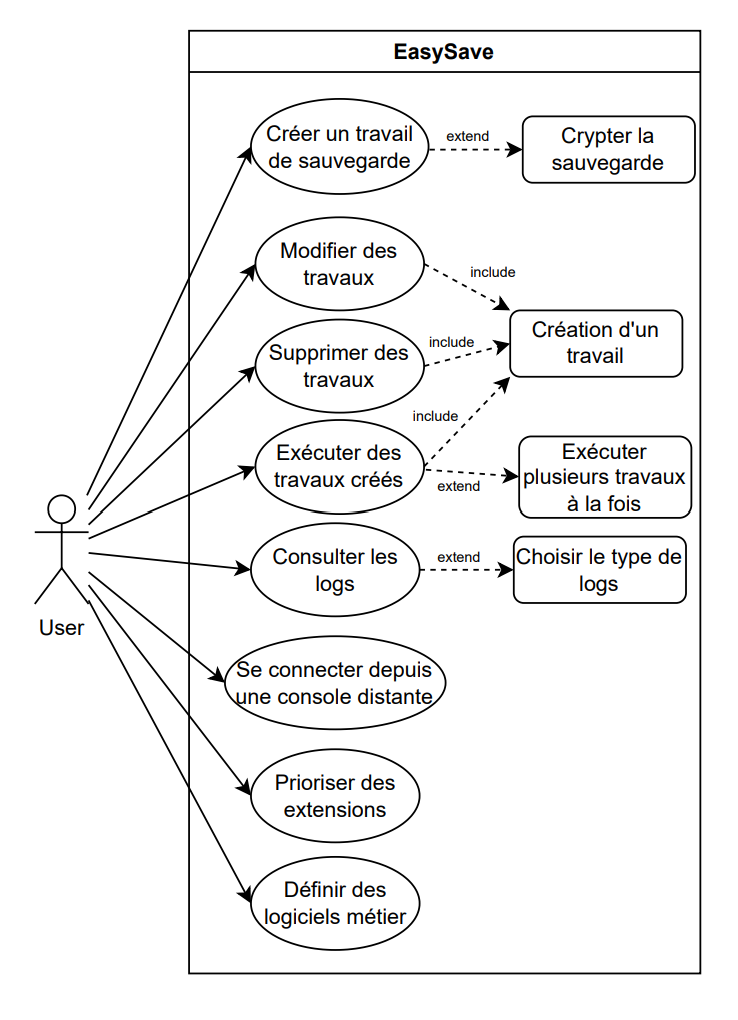 EasySave
Créer un travail
de sauvegarde
extend
Crypter la
sauvegarde
Modifier des
travaux
include
Création d'un
travail
Supprimer des
travaux
include
include
Exécuter des
travaux créés
extend
Exécuter
plusieurs travaux
à la fois
Consulter les
logs
extend
Choisir le type de
logs
User
Se connecter depuis
une console distante
Prioriser des
extensions
Définir des
logiciels métier